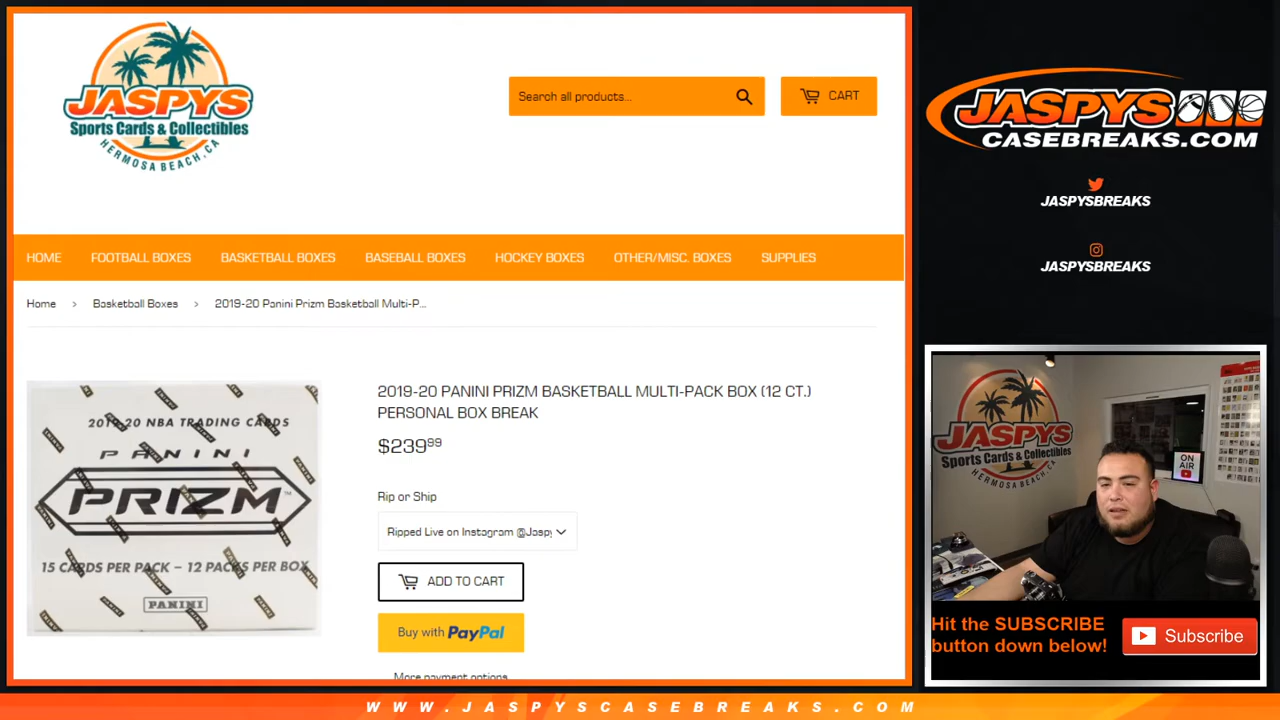 JASPYS
Sports Cards & Collectibles
HERMOSA BEACH, CA
Search all products...
CART
HOME
FOOTBALL BOXES
BASKETBALL BOXES
BASEBALL BOXES
HOCKEY BOXES
OTHER/MISC. BOXES
SUPPLIES
Home › Basketball Boxes › 2019-20 Panini Prizm Basketball Multi-P...
2019-20 NBA TRADING CARDS
PANINI
PRIZM™
15 CARDS PER PACK – 12 PACKS PER BOX
PANINI
2019-20 PANINI PRIZM BASKETBALL MULTI-PACK BOX (12 CT.)
PERSONAL BOX BREAK
$239.99
Rip or Ship
Ripped Live on Instagram @Jaspy
ADD TO CART
Buy with PayPal
More payment options
JASPYS
CASEBREAKS.COM
JASPYSBREAKS
JASPYSBREAKS
JASPYS
Sports Cards & Collectibles
HERMOSA BEACH, CA
ON
AIR
Hit the SUBSCRIBE
button down below!
Subscribe
WWW.JASPYSCASEBREAKS.COM